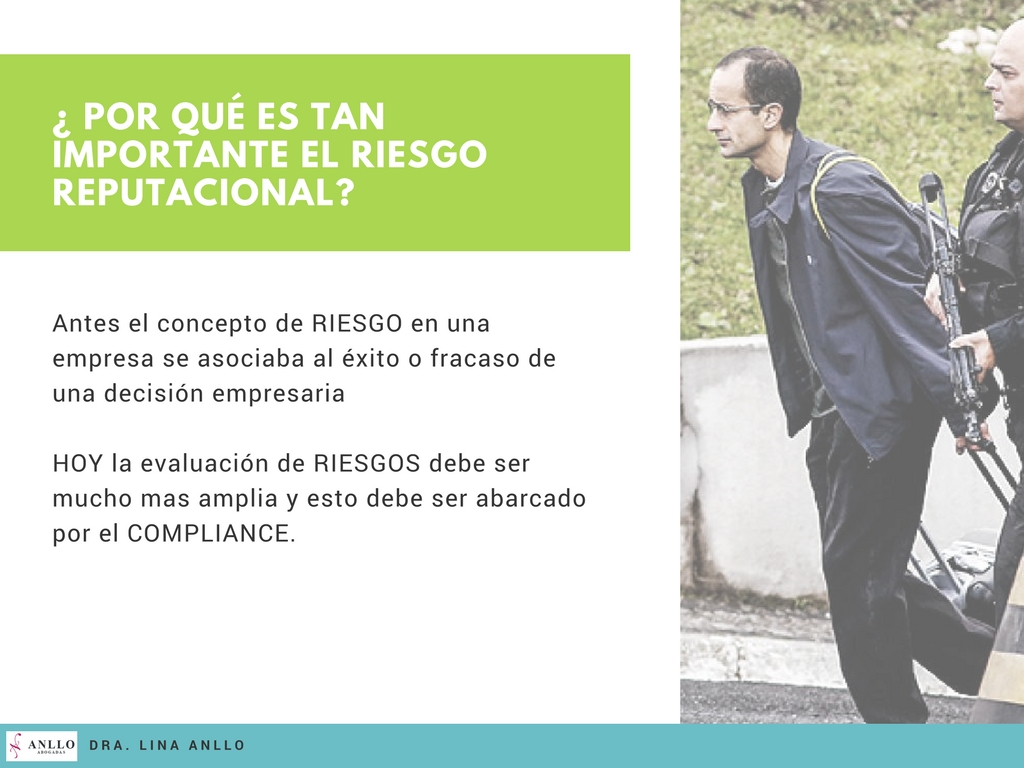 ¿ POR QUÉ ES TAN
IMPORTANTE EL RIESGO
REPUTACIONAL?
Antes el concepto de RIESGO en una
empresa se asociaba al éxito o fracaso de
una decisión empresaria
HOY la evaluación de RIESGOS debe ser
mucho mas amplia y esto debe ser abarcado
por el COMPLIANCE.
ANLLO
ABOGADAS
DRA. LINA ANLLO